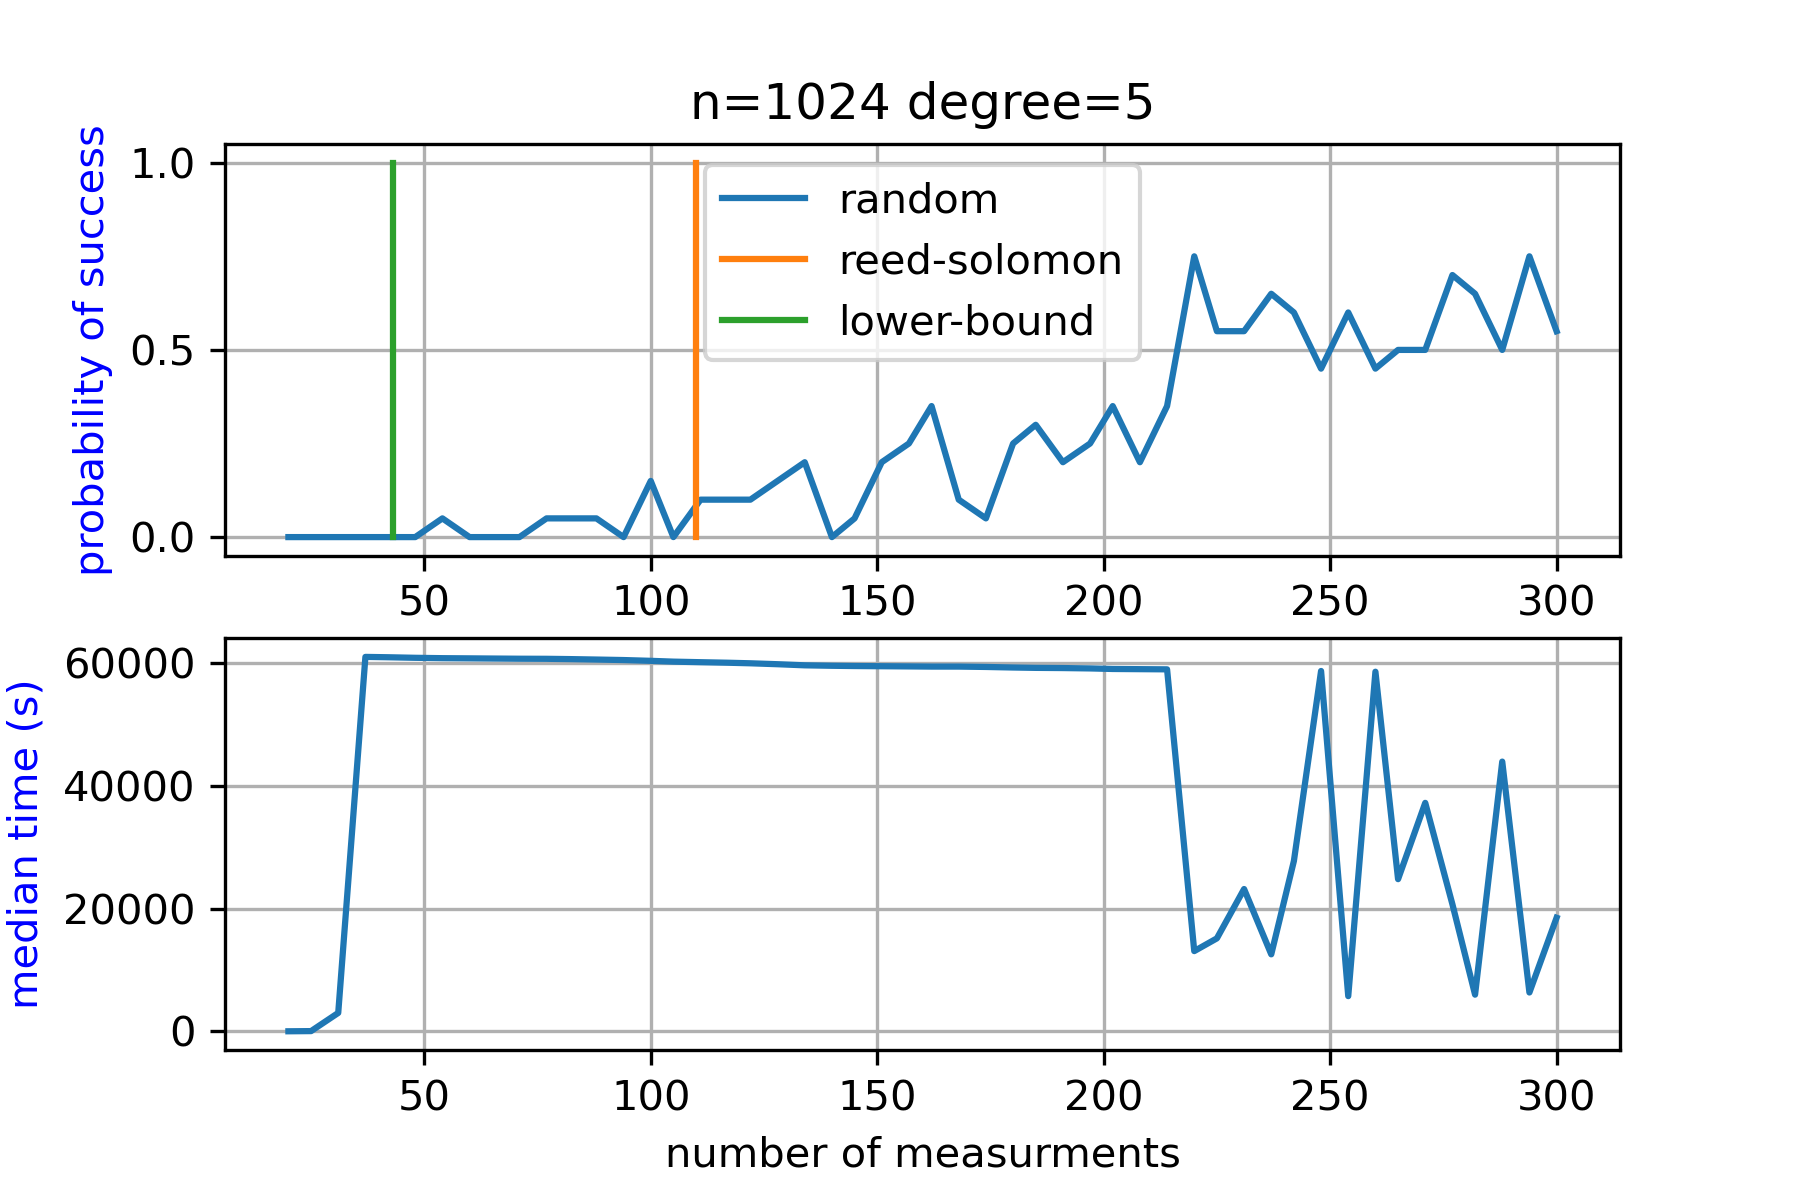 n=1024 degree=5
probability of success
1.0
0.5
0.0
random
reed-solomon
lower-bound
50 100 150 200 250 300
median time (s)
60000
40000
20000
0
50 100 150 200 250 300
number of measurments